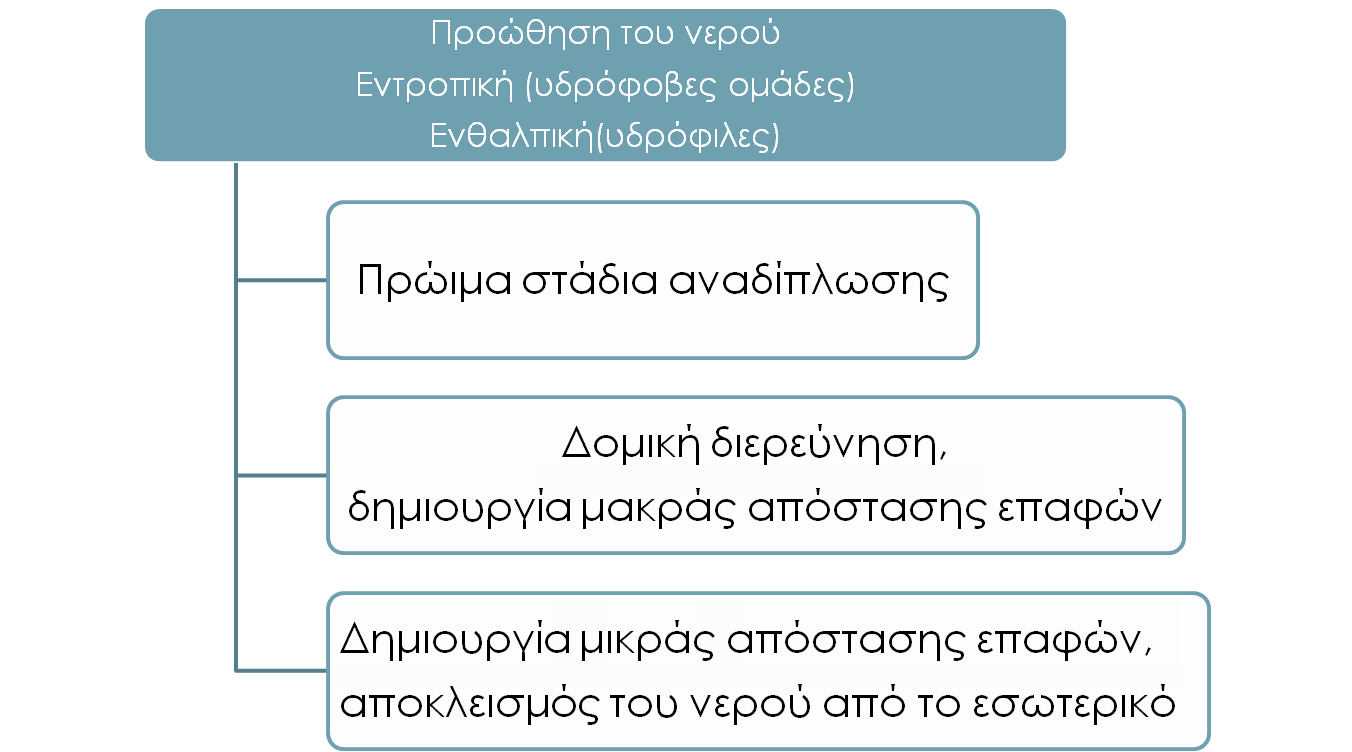 Προώθηση του νερού
Εντροπική (υδρόφοβες ομάδες)
Ενθαλπική(υδρόφιλες)
Πρώιμα στάδια αναδίπλωσης
Δομική διερεύνηση,
δημιουργία μακράς απόστασης επαφών
Δημιουργία μικράς απόστασης επαφών,
αποκλεισμός του νερού από το εσωτερικό